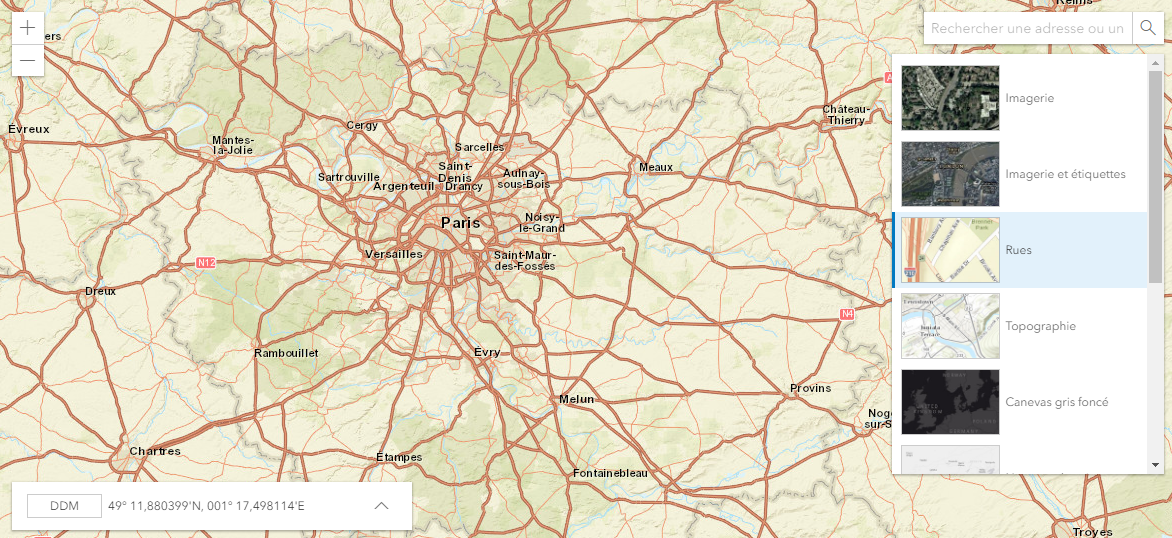 Reims
Rechercher une adresse ou un
Évreux
Mantes-
la-Jolie
Cergy
Sarcelles
Saint-
Denis
Sartrouville
Argenteuil
Drancy
Aulnay-
sous-Bois
Meaux
Château-
Thierry
Paris
Noisy-
le-Grand
Versailles
Saint-Maur-
des-Fosses
N12
Dreux
N4
Rambouillet
Évry
Melun
Provins
Chartres
Étampes
Fontainebleau
Troyes
Imagerie
Imagerie et étiquettes
Rues
Topographie
Canevas gris foncé
DDM
49° 11,880399'N, 001° 17,498114'E